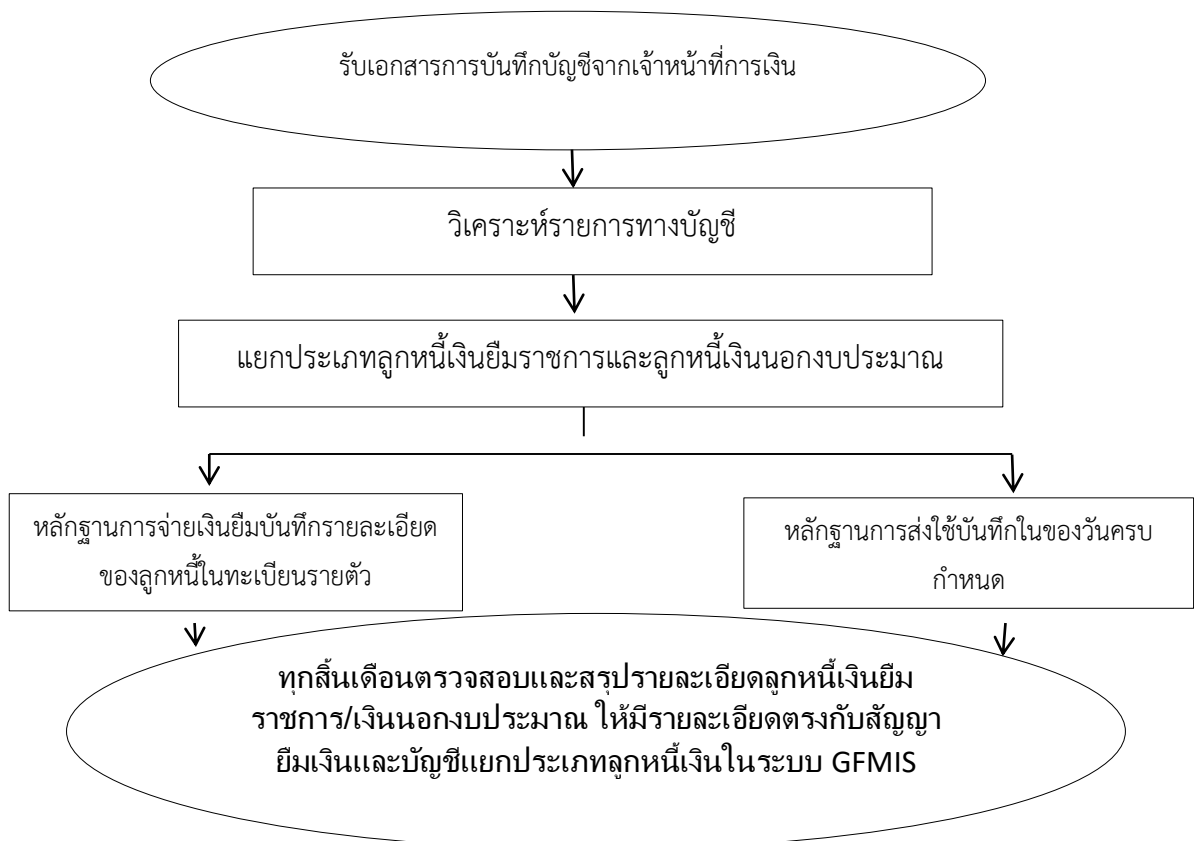 รับเอกสารการบันทึกบัญชีจากเจ้าหน้าที่การเงิน
วิเคราะห์รายการทางบัญชี
แยกประเภทลูกหนี้เงินยืมราชการและลูกหนี้เงินนอกงบประมาณ
หลักฐานการจ่ายเงินยืมบันทึกรายละเอียด
ของลูกหนี้ในทะเบียนรายตัว
หลักฐานการส่งใช้บันทึกในของวันครบ
กำหนด
ทุกสิ้นเดือนตรวจสอบและสรุปรายละเอียดลูกหนี้เงินยืม
ราชการ/เงินนอกงบประมาณ ให้มีรายละเอียดตรงกับสัญญา
ยืมเงินและบัญชีแยกประเภทลูกหนี้เงินในระบบ GFMIS